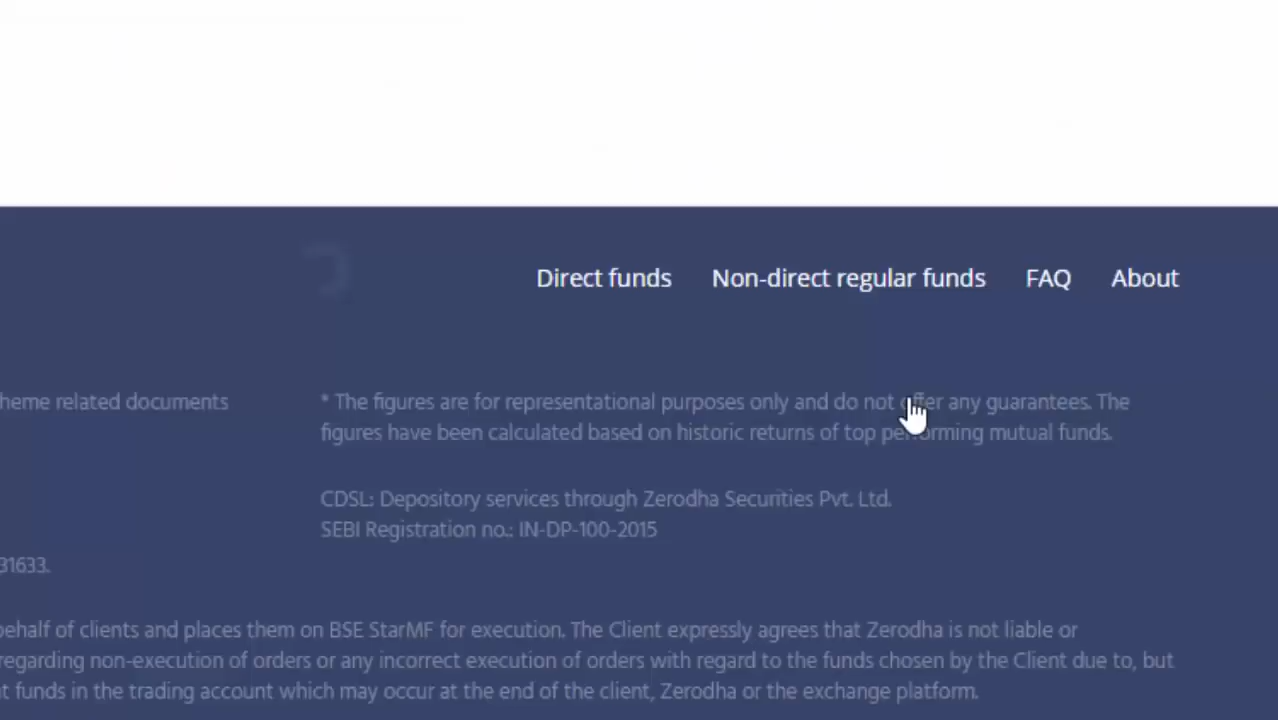 Direct funds Non-direct regular funds FAQ About
heme related documents
* The figures are for representational purposes only and do not offer any guarantees. The
figures have been calculated based on historic returns of top performing mutual funds.
CDSL: Depository services through Zerodha Securities Pvt. Ltd.
SEBI Registration no.: IN-DP-100-2015
31633.
behalf of clients and places them on BSE StarMF for execution. The Client expressly agrees that Zerodha is not liable or
regarding non-execution of orders or any incorrect execution of orders with regard to the funds chosen by the Client due to, but
t funds in the trading account which may occur at the end of the client, Zerodha or the exchange platform.